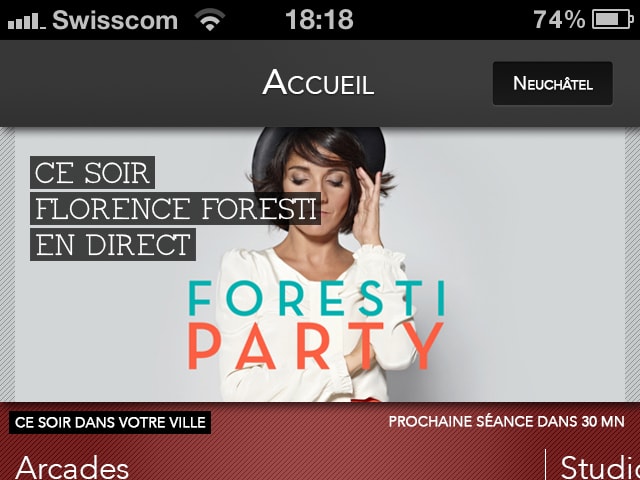 Swisscom 18:18 74%
ACCUEIL
NEUCHÂTEL
CE SOIR
FLORENCE FORESTI
EN DIRECT
FORESTI
PARTY
CE SOIR DANS VOTRE VILLE
PROCHAINE SÉANCE DANS 30 MN
Arcades
Studio